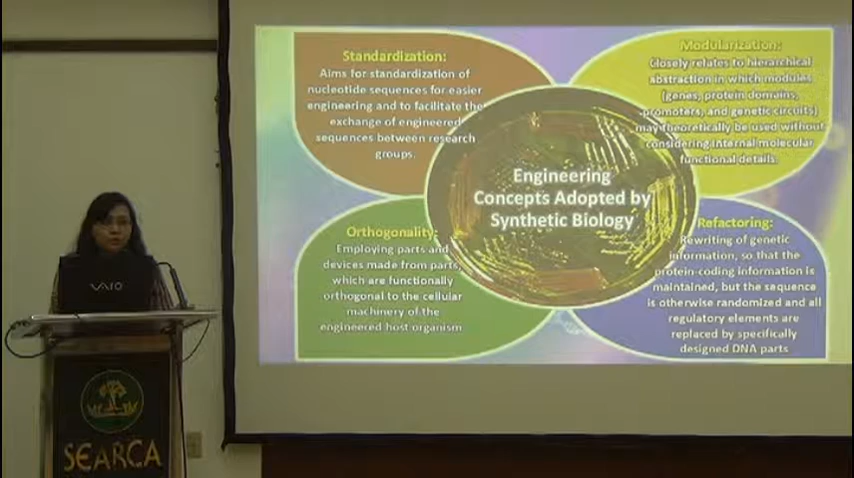 Standardization:
Aims for standardization of
nucleotide sequences for easier
engineering and to facilitate the
exchange of engineered
sequences between research
groups.
Modularization:
Closely relates to hierarchical
abstraction in which modules
(genes, protein domains,
promoters, and genetic circuits)
may theoretically be used without
considering internal molecular
functional details.
Engineering
Concepts Adopted by
Synthetic Biology
Orthogonality:
Employing parts and
devices made from parts,
which are functionally
orthogonal to the cellular
machinery of the
engineered host organism
Refactoring:
Rewriting of genetic
information, so that the
protein-coding information is
maintained, but the sequence
is otherwise randomized and all
regulatory elements are
replaced by specifically
designed DNA parts
VAIO
SEARCA